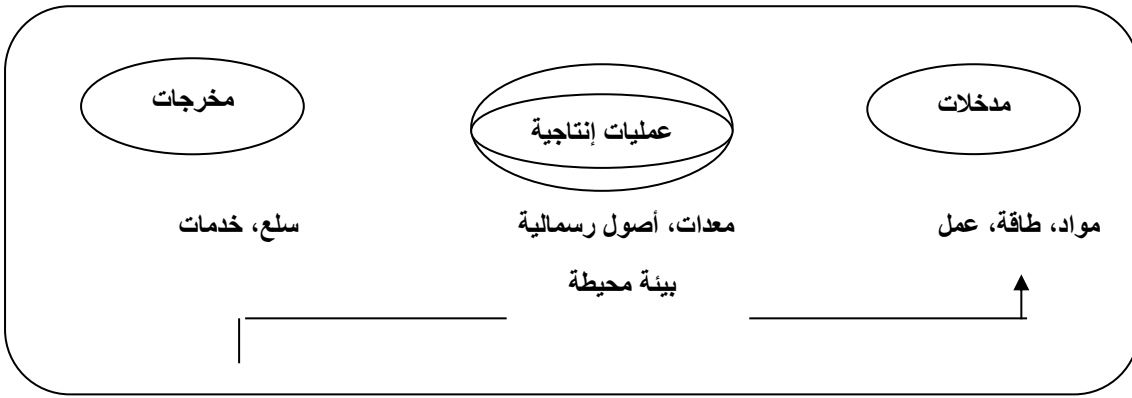 مدخلات
عمليات إنتاجية
مخرجات
مواد، طاقة، عمل
معدات، أصول رسمالية
سلع، خدمات
بيئة محيطة